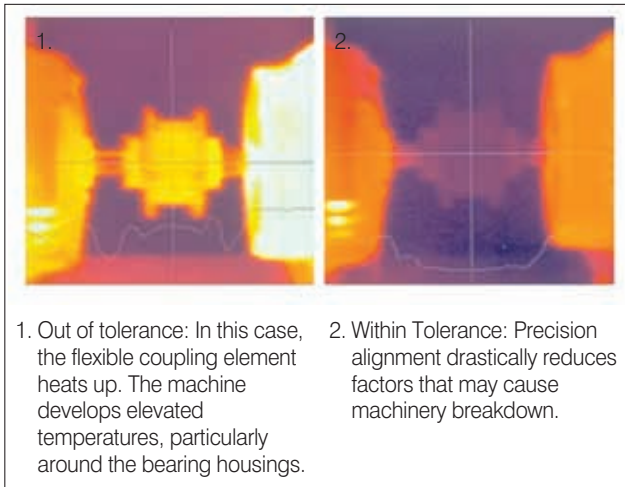 1.
2.
1. Out of tolerance: In this case,
the flexible coupling element
heats up. The machine
develops elevated
temperatures, particularly
around the bearing housings.
2. Within Tolerance: Precision
alignment drastically reduces
factors that may cause
machinery breakdown.